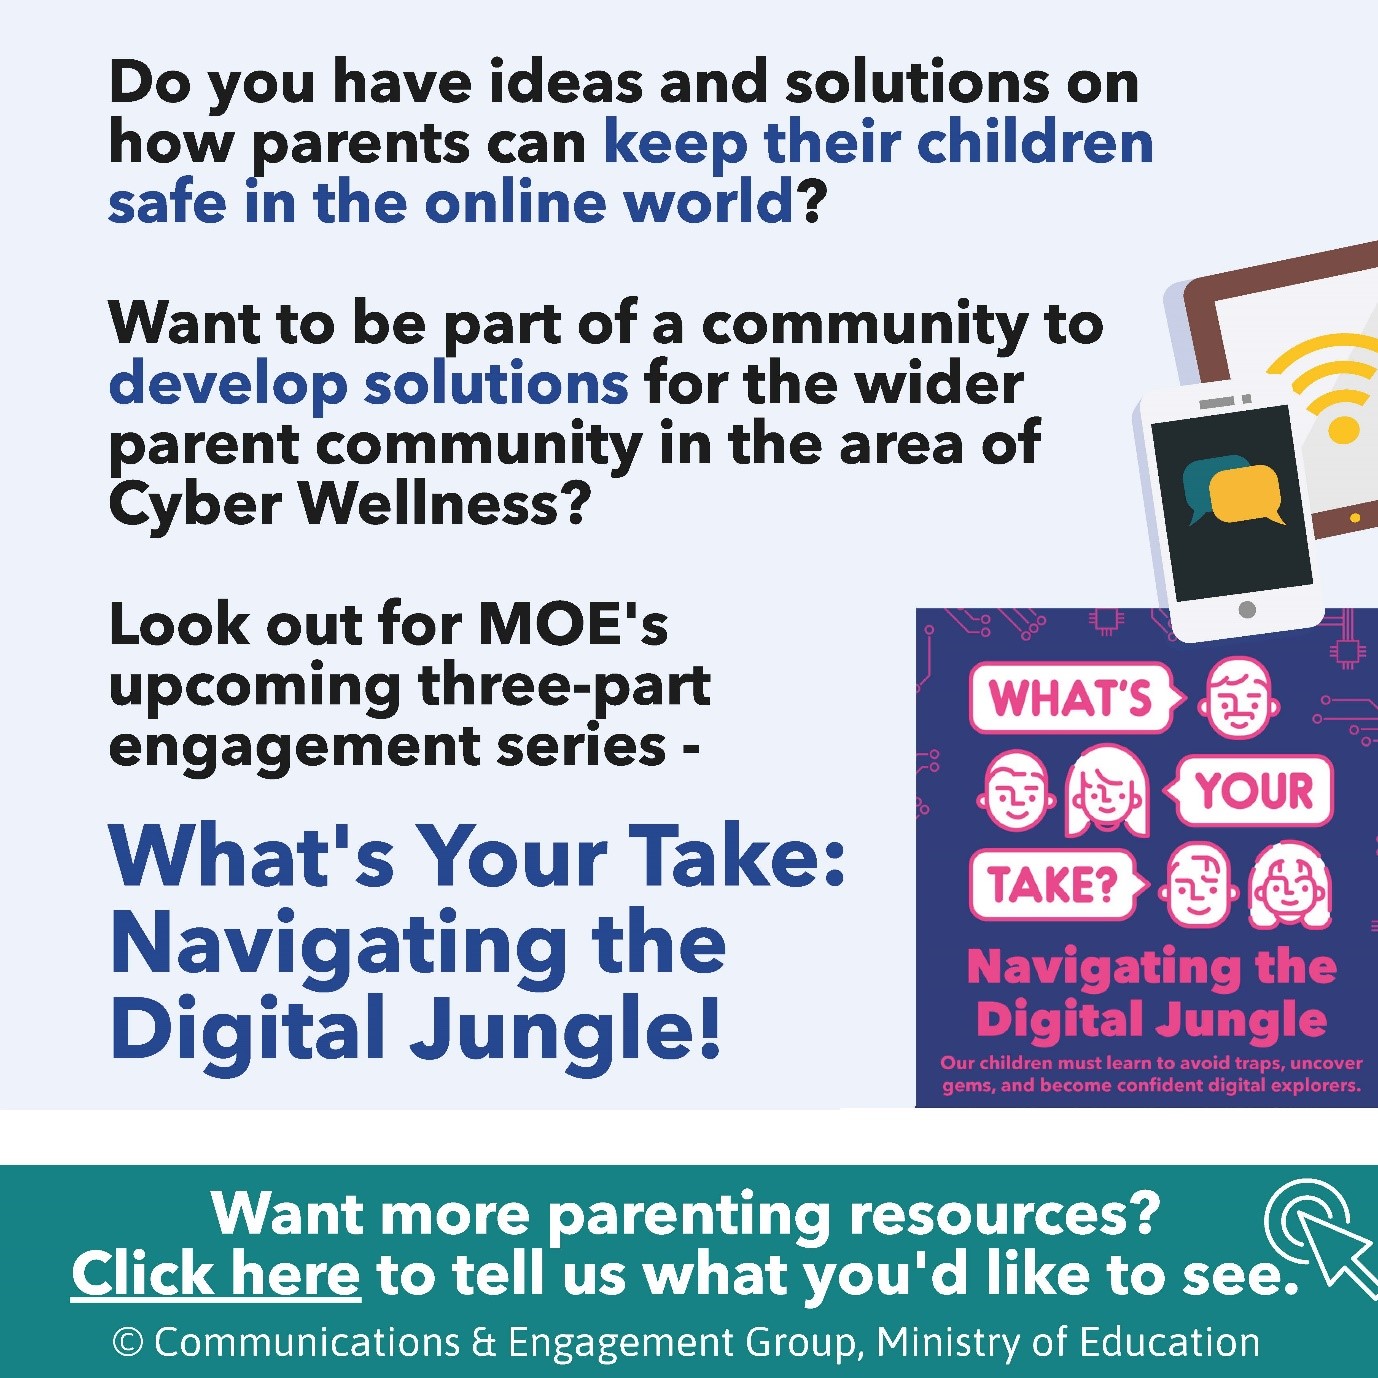 Do you have ideas and solutions on
how parents can keep their children
safe in the online world?
Want to be part of a community to
develop solutions for the wider
parent community in the area of
Cyber Wellness?
Look out for MOE's
upcoming three-part
engagement series -
What's Your Take:
Navigating the
Digital Jungle!
WHAT'S
YOUR
TAKE?
Navigating the
Digital Jungle
Our children must learn to avoid traps, uncover
gems, and become confident digital explorers.
Want more parenting resources?
Click here to tell us what you'd like to see.
© Communications & Engagement Group, Ministry of Education